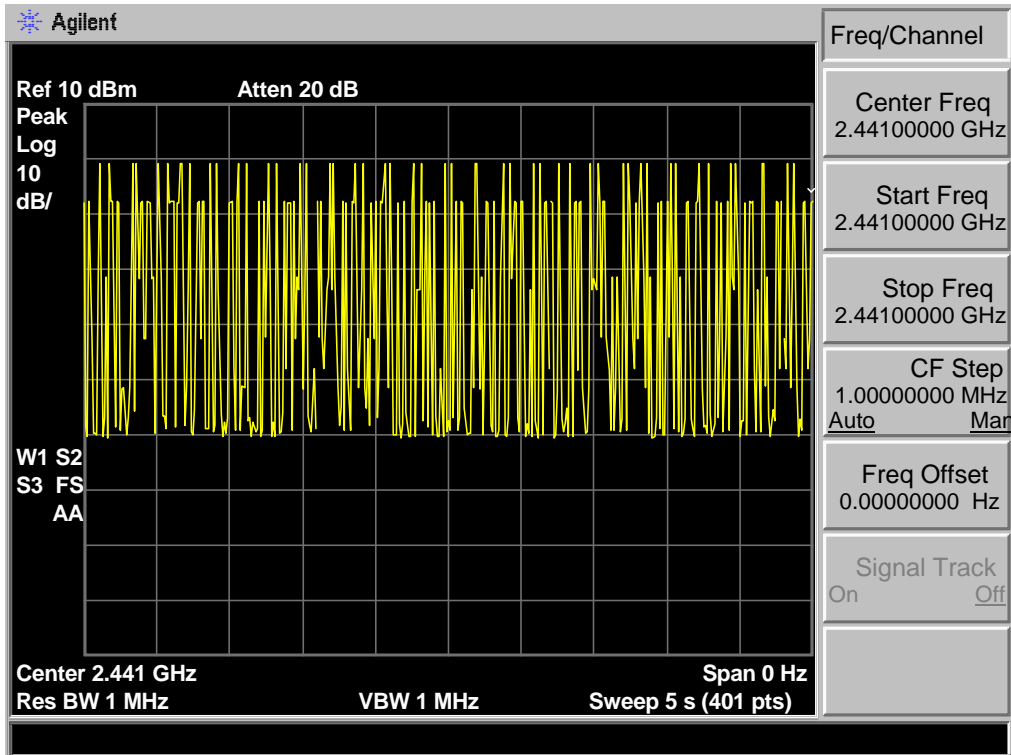 Agilent
Freq/Channel
Ref 10 dBm Atten 20 dB
Peak
Log
10
dB/
W1 S2
S3 FS
AA
Center 2.441 GHz Span 0 Hz
Res BW 1 MHz VBW 1 MHz Sweep 5 s (401 pts)
Center Freq
2.44100000 GHz
Start Freq
2.44100000 GHz
Stop Freq
2.44100000 GHz
CF Step
1.00000000 MHz
Auto Man
Freq Offset
0.00000000 Hz
Signal Track
On Off